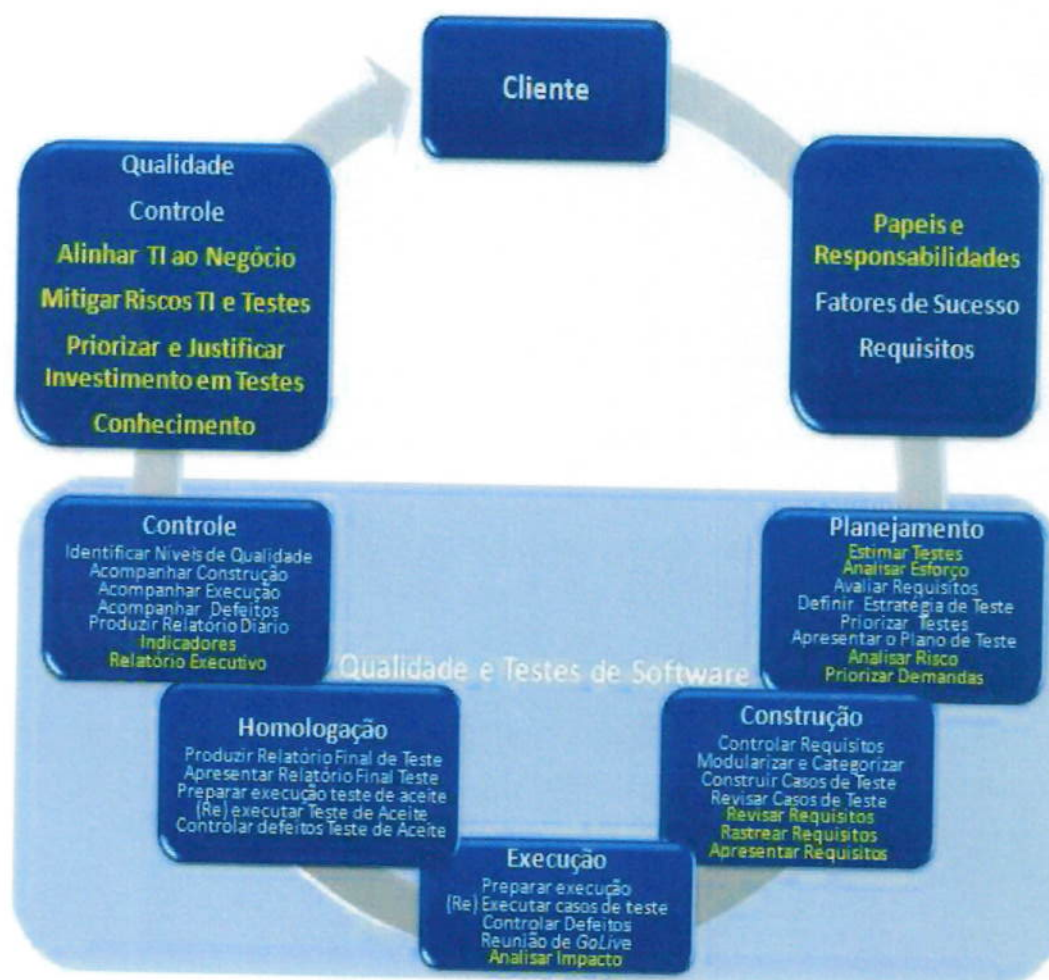 Cliente
Qualidade
Controle
Alinhar TI ao Negócio
Mitigar Riscos TI e Testes
Priorizar e Justificar
Investimento em Testes
Conhecimento
Papeis e
Responsabilidades
Fatores de Sucesso
Requisitos
Controle
Identificar Níveis de Qualidade
Acompanhar Construção
Acompanhar Execução
Acompanhar Defeitos
Produzir Relatório Diário
Indicadores
Relatório Executivo
Planejamento
Estimar Testes
Analisar Esforço
Avaliar Requisitos
Definir Estratégia de Teste
Priorizar Testes
Apresentar o Plano de Teste
Analisar Risco
Priorizar Demandas
Qualidade e Testes de Software
Homologação
Produzir Relatório Final de Teste
Apresentar Relatório Final Teste
Preparar execução teste de aceite
(Re) executar Teste de Aceite
Controlar defeitos Teste de Aceite
Construção
Controlar Requisitos
Modularizar e Categorizar
Construir Casos de Teste
Revisar Casos de Teste
Revisar Requisitos
Rastrear Requisitos
Apresentar Requisitos
Execução
Preparar execução
(Re) Executar casos de teste
Controlar Defeitos
Reunião de GoLive
Analisar Impacto